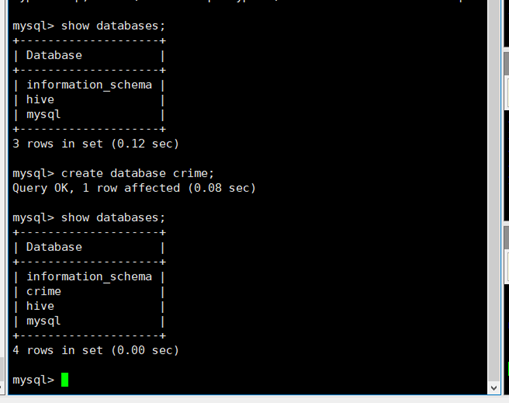 mysql> show databases;
+--------------------+
| Database           |
+--------------------+
| information_schema |
| hive               |
| mysql              |
+--------------------+
3 rows in set (0.12 sec)
mysql> create database crime;
Query OK, 1 row affected (0.08 sec)
mysql> show databases;
+--------------------+
| Database           |
+--------------------+
| information_schema |
| crime              |
| hive               |
| mysql              |
+--------------------+
4 rows in set (0.00 sec)
mysql>